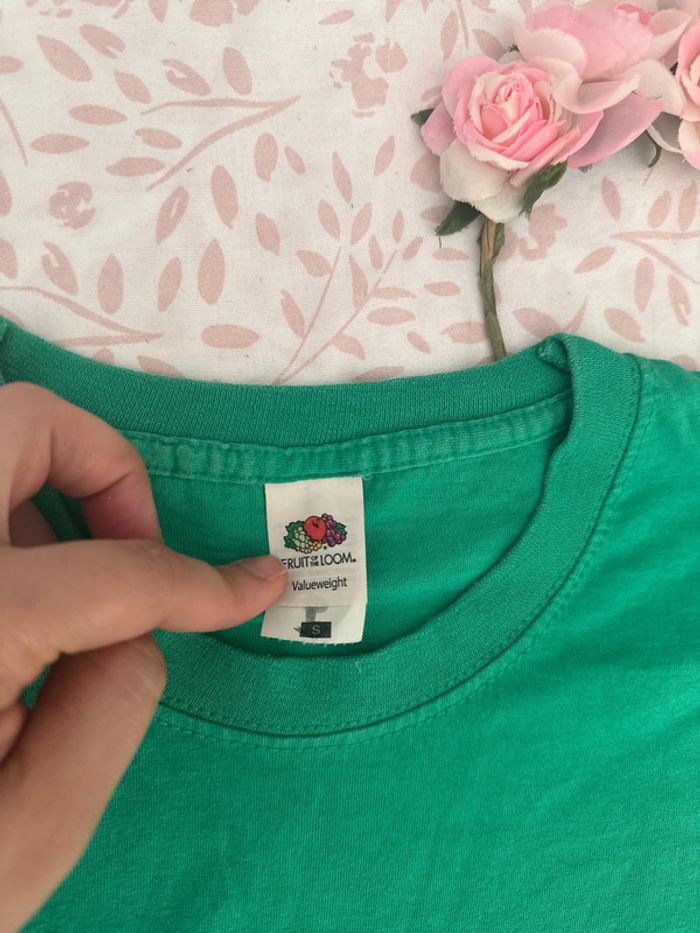 FRUIT OF THE LOOM®
Valueweight
S